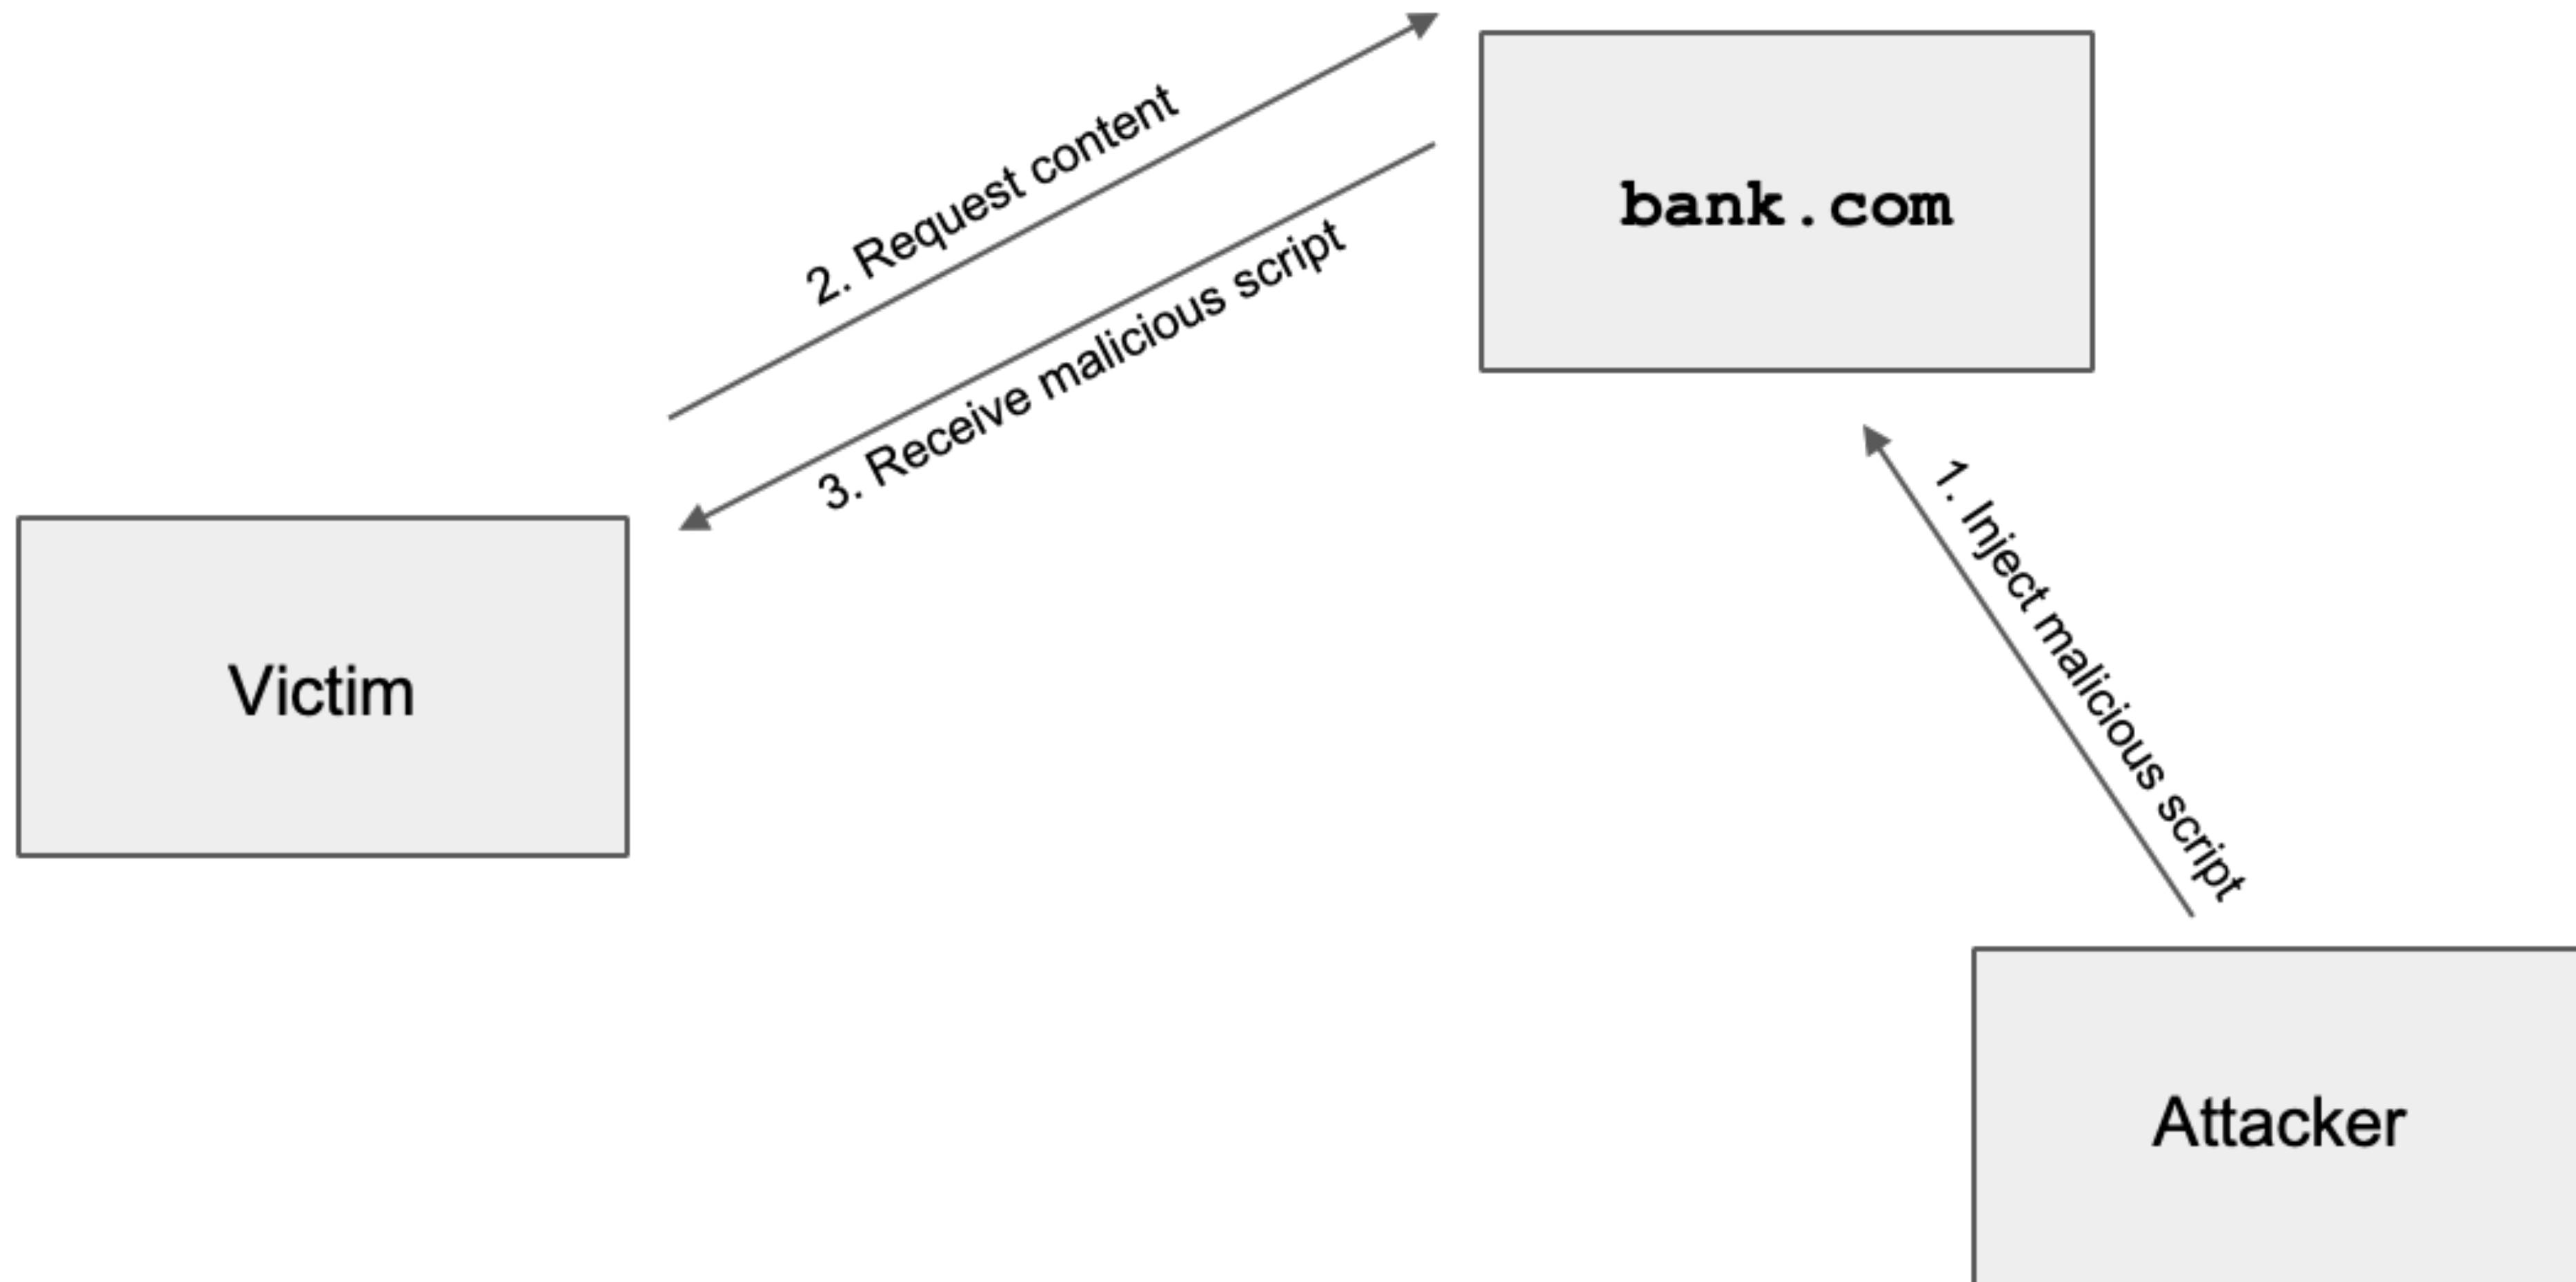 2. Request content
bank.com
3. Receive malicious script
1. Inject malicious script
Victim
Attacker